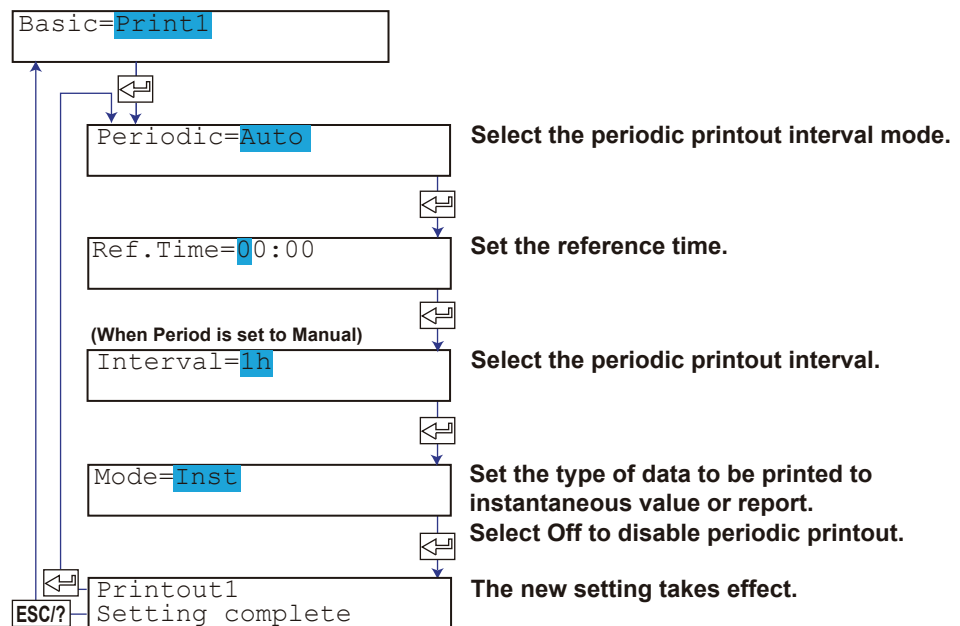 Basic=Print1
Periodic=Auto
Select the periodic printout interval mode.
Ref.Time=00:00
Set the reference time.
(When Period is set to Manual)
Interval=1h
Select the periodic printout interval.
Mode=Inst
Set the type of data to be printed to
instantaneous value or report.
Select Off to disable periodic printout.
Printout1
Setting complete
The new setting takes effect.
ESC/?